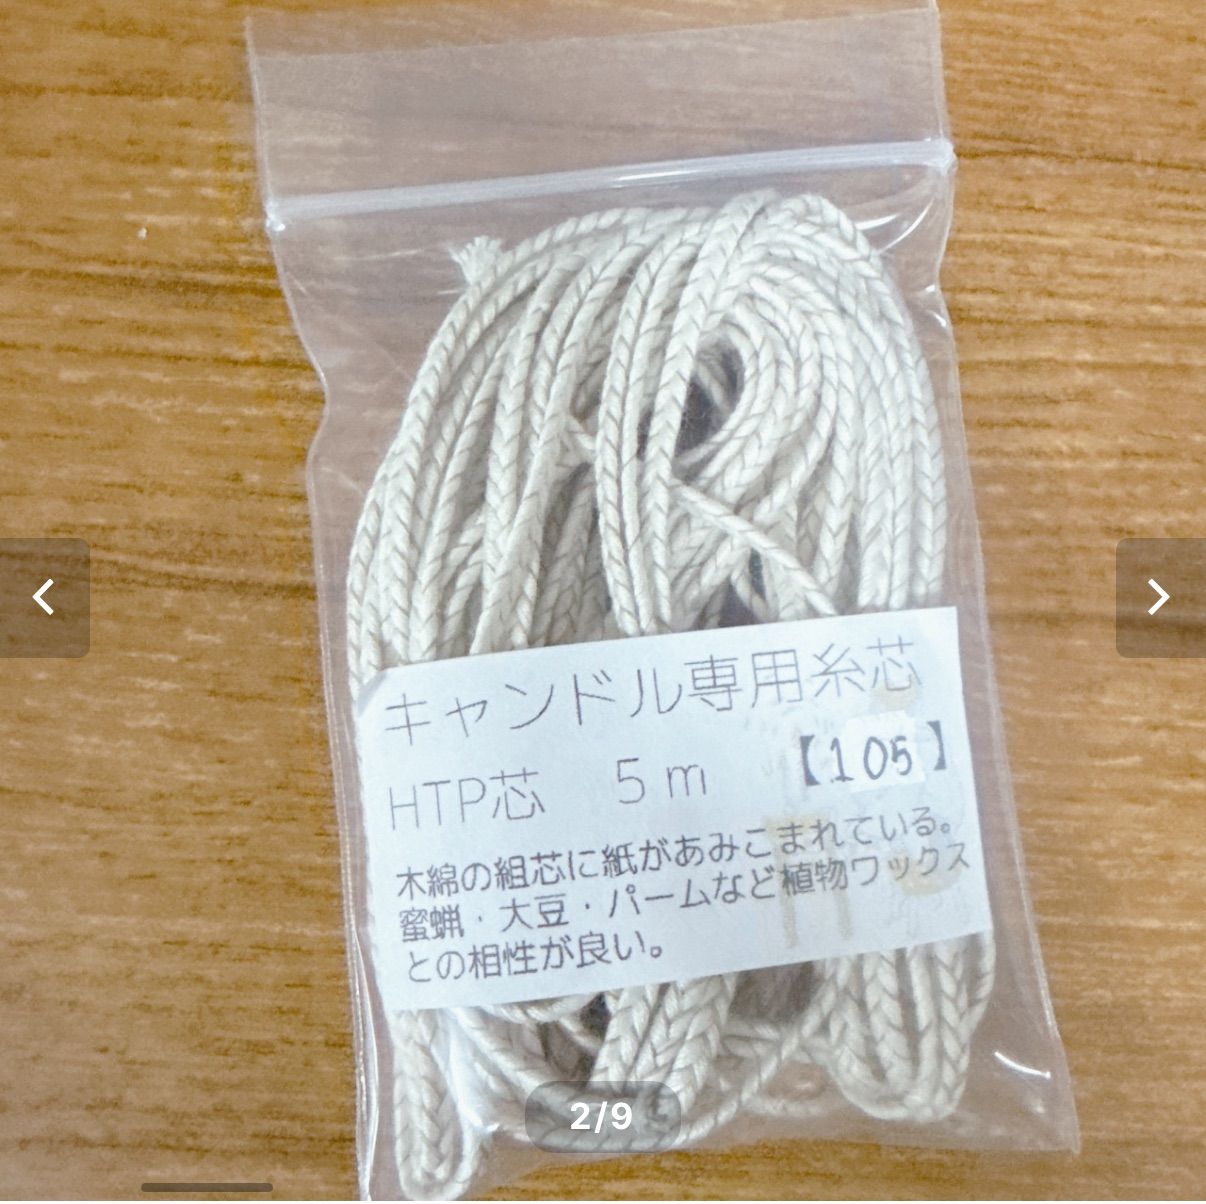 キャンドル専用糸芯
HTP芯 5m 【105】
木綿の組芯に紙があみこまれている。
蜜蝋・大豆・パームなど植物ワックス
との相性が良い。
2/9